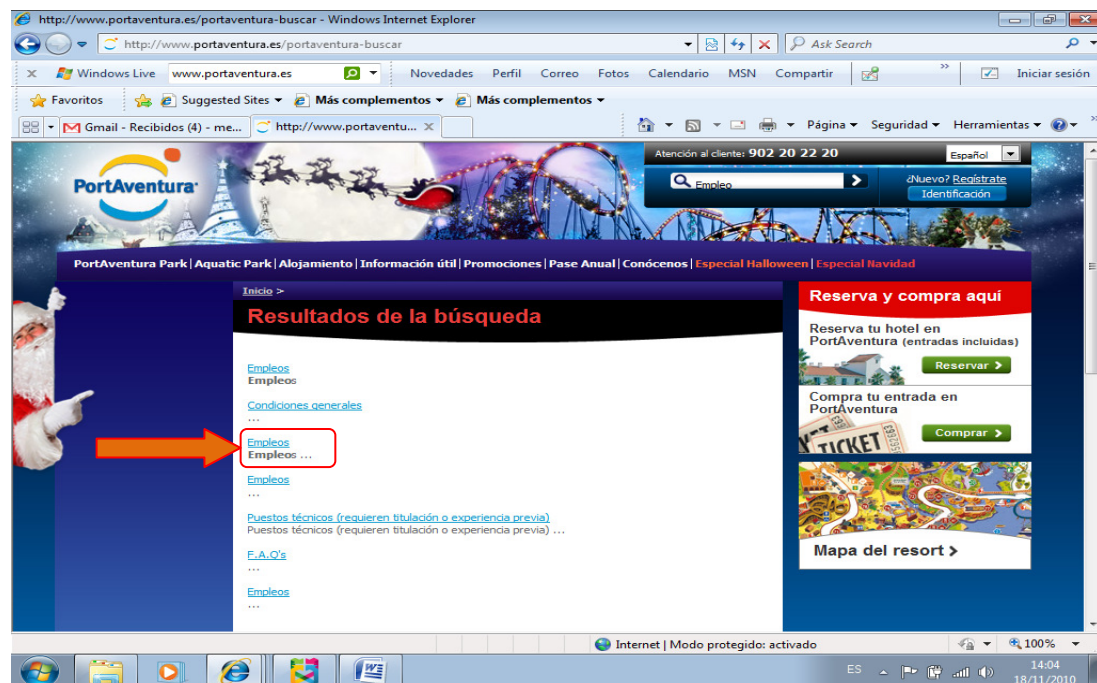 http://www.portaventura.es/portaventura-buscar - Windows Internet Explorer
http://www.portaventura.es/portaventura-buscar
Ask Search
Windows Live www.portaventura.es Novedades Perfil Correo Fotos Calendario MSN Compartir » Iniciar sesión
Favoritos Suggested Sites Más complementos Más complementos
Gmail - Recibidos (4) - me... http://www.portaventu... Página Seguridad Herramientas »
Atención al cliente: 902 20 22 20 Español
PortAventura
Empleo
¿Nuevo? Regístrate
Identificación
PortAventura Park | Aquatic Park | Alojamiento | Información útil | Promociones | Pase Anual | Conócenos | Especial Halloween | Especial Navidad
Inicio >
Resultados de la búsqueda
Empleos
Empleos
Condiciones generales
...
Empleos
Empleos ...
Empleos
...
Puestos técnicos (requieren titulación o experiencia previa)
Puestos técnicos (requieren titulación o experiencia previa) ...
F.A.Q's
...
Empleos
...
Reserva y compra aquí
Reserva tu hotel en
PortAventura (entradas incluidas)
Reservar >
Compra tu entrada en
PortAventura
TICKET
Comprar >
Mapa del resort >
Internet | Modo protegido: activado 100%
ES
14:04
18/11/2010